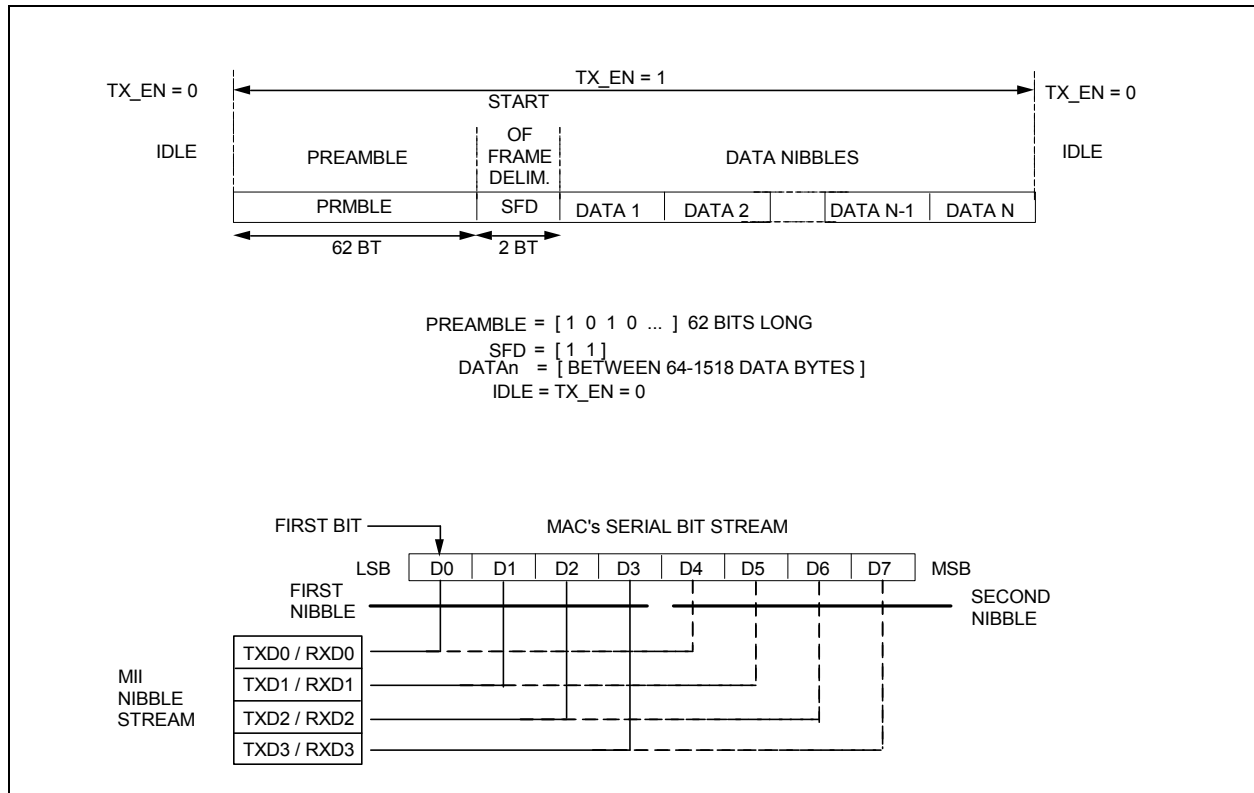 TX_EN = 0
TX_EN = 1
TX_EN = 0
IDLE
PREAMBLE
START
OF
FRAME
DELIM.
DATA NIBBLES
IDLE
PRMBLE
SFD
DATA 1
DATA 2
DATA N-1
DATA N
62 BT
2 BT
PREAMBLE = [ 1 0 1 0 ... ] 62 BITS LONG
SFD = [ 1 1 ]
DATAn = [ BETWEEN 64-1518 DATA BYTES ]
IDLE = TX_EN = 0
FIRST BIT
MAC's SERIAL BIT STREAM
LSB
D0
D1
D2
D3
D4
D5
D6
D7
MSB
FIRST
NIBBLE
SECOND
NIBBLE
MII
NIBBLE
STREAM
TXD0 / RXD0
TXD1 / RXD1
TXD2 / RXD2
TXD3 / RXD3